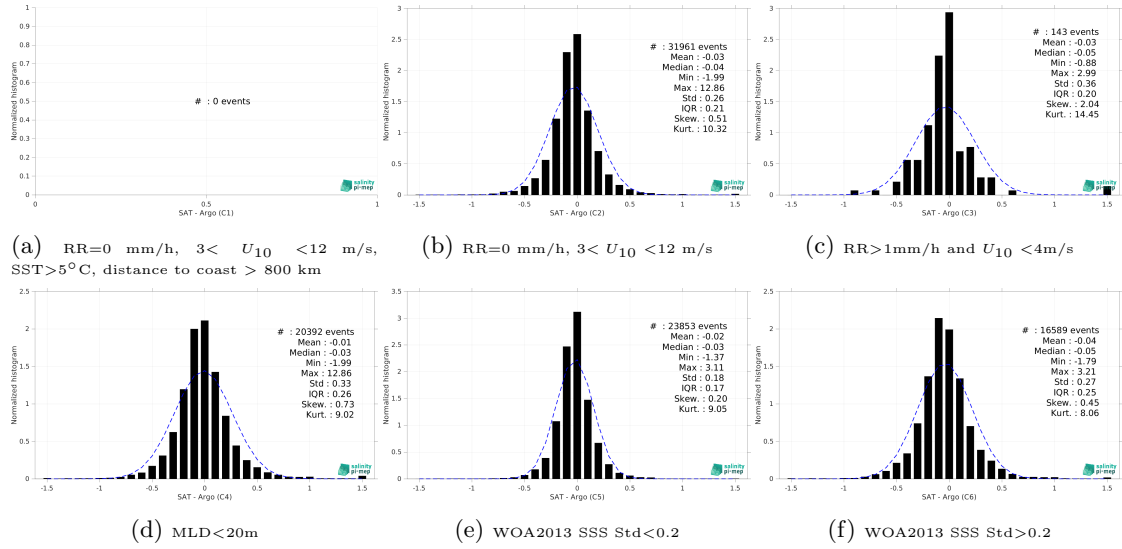 Normalized histogram
1
0.9
0.8
0.7
0.6
0.5
0.4
0.3
0.2
0.1
0
# : 0 events
salinity
pi-mep
0 0.5 1
SAT - Argo (C1)
(a) RR=0 mm/h, 3< U10 <12 m/s,
SST>5°C, distance to coast > 800 km
Normalized histogram
3
2.5
2
1.5
1
0.5
0
# : 31961 events
Mean : -0.03
Median : -0.04
Min : -1.99
Max : 12.86
Std : 0.26
IQR : 0.21
Skew. : 0.51
Kurt. : 10.32
salinity
pi-mep
-1.5 -1 -0.5 0 0.5 1 1.5
SAT - Argo (C2)
(b) RR=0 mm/h, 3< U10 <12 m/s
Normalized histogram
3
2.5
2
1.5
1
0.5
0
# : 143 events
Mean : -0.03
Median : -0.05
Min : -0.88
Max : 2.99
Std : 0.36
IQR : 0.20
Skew. : 2.04
Kurt. : 14.45
salinity
pi-mep
-1.5 -1 -0.5 0 0.5 1 1.5
SAT - Argo (C3)
(c) RR>1mm/h and U10 <4m/s
Normalized histogram
2.5
2
1.5
1
0.5
0
# : 20392 events
Mean : -0.01
Median : -0.03
Min : -1.99
Max : 12.86
Std : 0.33
IQR : 0.26
Skew. : 0.73
Kurt. : 9.02
salinity
pi-mep
-1.5 -1 -0.5 0 0.5 1 1.5
SAT - Argo (C4)
(d) MLD<20m
Normalized histogram
3.5
3
2.5
2
1.5
1
0.5
0
# : 23853 events
Mean : -0.02
Median : -0.03
Min : -1.37
Max : 3.11
Std : 0.18
IQR : 0.17
Skew. : 0.20
Kurt. : 9.05
salinity
pi-mep
-1.5 -1 -0.5 0 0.5 1 1.5
SAT - Argo (C5)
(e) WOA2013 SSS Std<0.2
Normalized histogram
2.5
2
1.5
1
0.5
0
# : 16589 events
Mean : -0.04
Median : -0.05
Min : -1.79
Max : 3.21
Std : 0.27
IQR : 0.25
Skew. : 0.45
Kurt. : 8.06
salinity
pi-mep
-1.5 -1 -0.5 0 0.5 1 1.5
SAT - Argo (C6)
(f) WOA2013 SSS Std>0.2